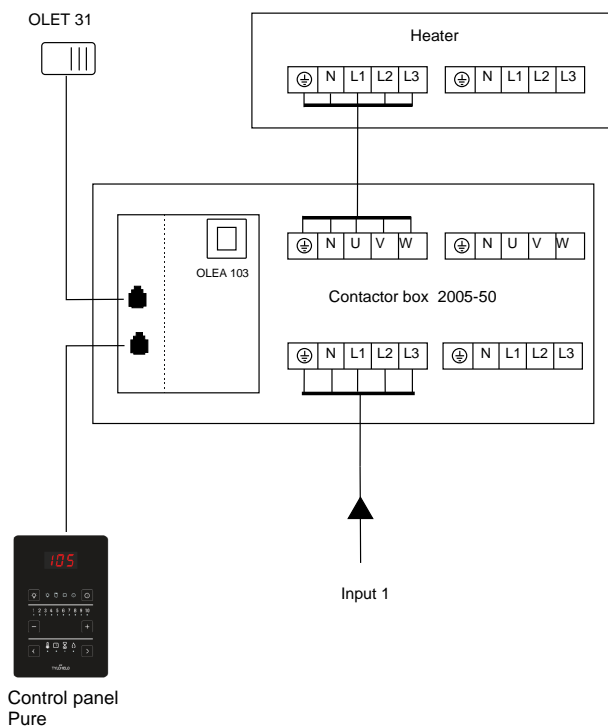 OLET 31
Heater
N L1 L2 L3
N L1 L2 L3
N U V W
N U V W
OLEA 103
Contactor box 2005-50
N L1 L2 L3
N L1 L2 L3
Input 1
105
1 2 3 4 5 6 7 8 9 10
− +
< >
TYLÖHELO
Control panel
Pure